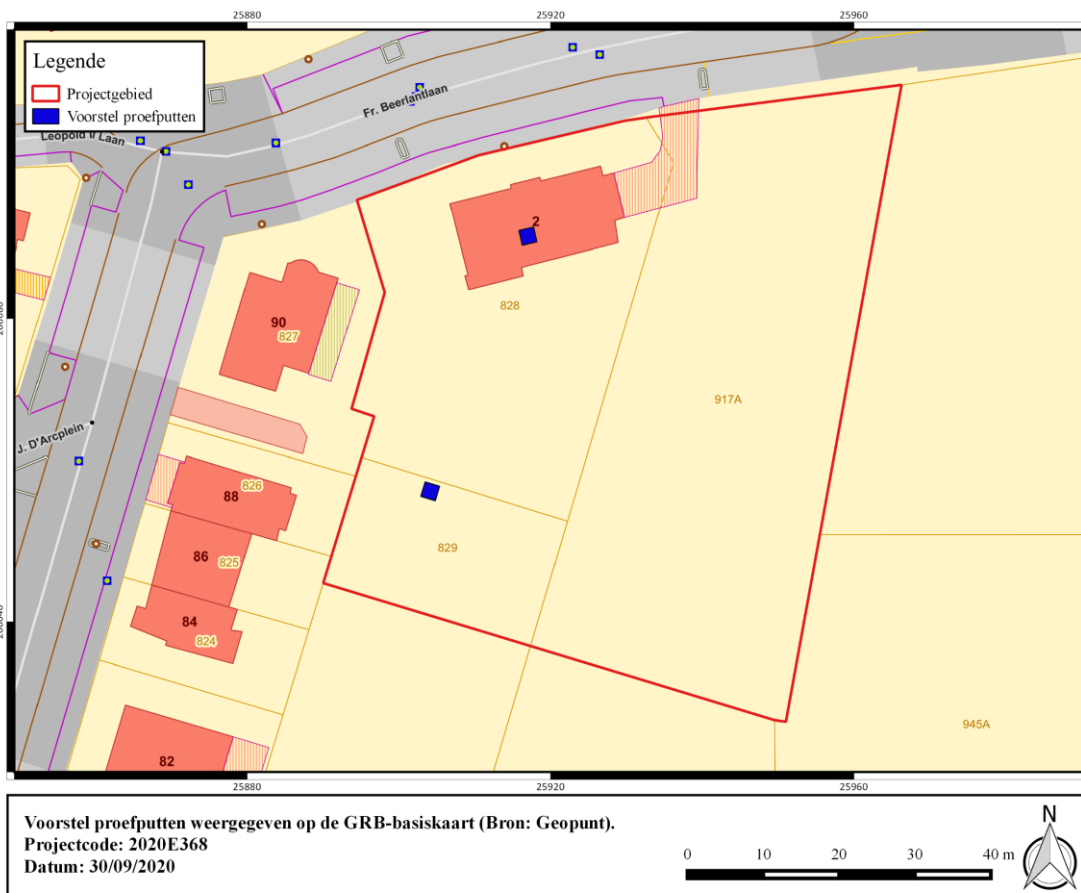 25880
25920
25960
Legende
Projectgebied
Voorstel proefputten
Leopold II Laan
Fr. Beerlantlaan
2
828
90
827
917A
J. D'Arcplein
826
88
829
86
825
84
824
945A
82
25880
25920
25960
Voorstel proefputten weergegeven op de GRB-basiskaart (Bron: Geopunt).
Projectcode: 2020E368
Datum: 30/09/2020
0 10 20 30 40 m
N